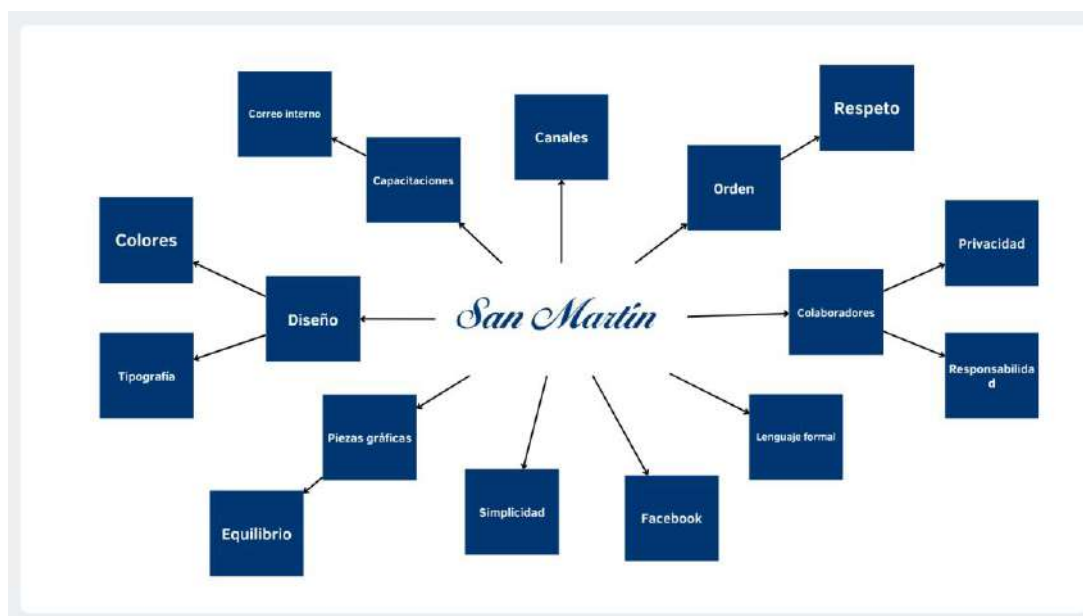 Respeto
Correo interno
Canales
Capacitaciones
Orden
Colores
Privacidad
Diseño
San Martín
Colaboradores
Tipografía
Responsabilida
d
Piezas gráficas
Lenguaje formal
Simplicidad
Facebook
Equilibrio